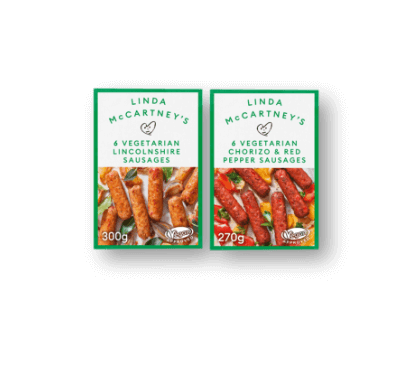 LINDA
McCARTNEY'S
6 VEGETARIAN
LINCOLNSHIRE
SAUSAGES
300g
LINDA
McCARTNEY'S
6 VEGETARIAN
CHORIZO & RED
PEPPER SAUSAGES
270g